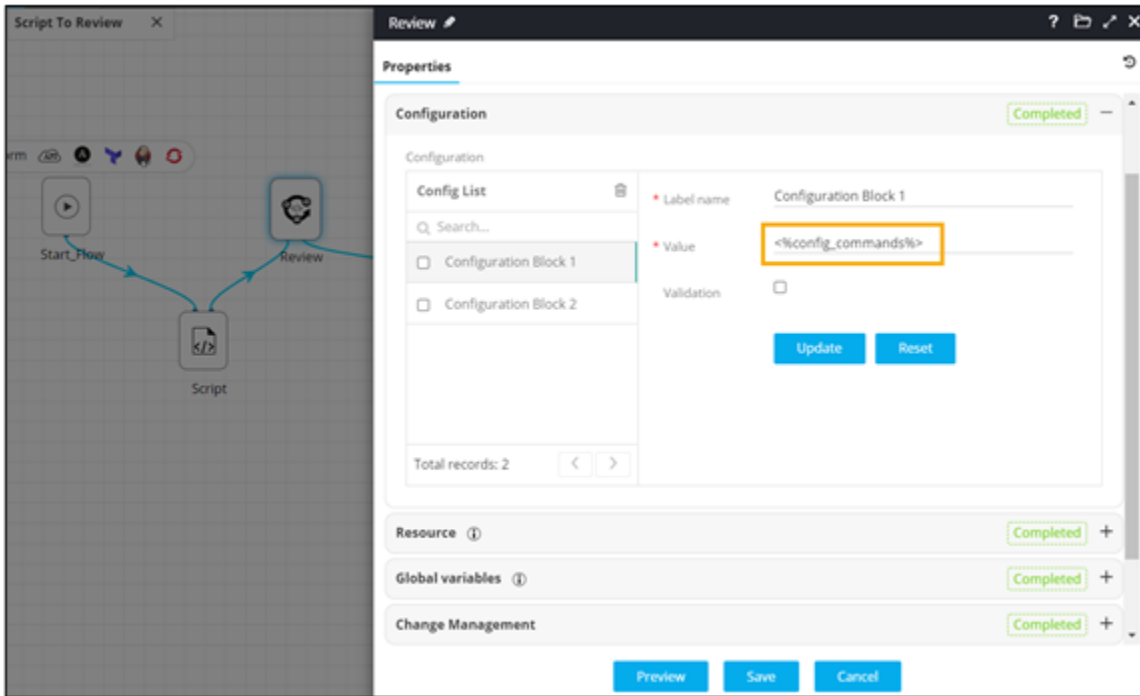 Script To Review
Review
?
Properties
Configuration
Completed
rm
API
A
Start_Flow
Review
Script
Configuration
Config List
Search...
Configuration Block 1
Configuration Block 2
Total records: 2
* Label name
Configuration Block 1
* Value
<%config_commands%>
Validation
Update
Reset
Resource
Completed
Global variables
Completed
Change Management
Completed
Preview
Save
Cancel